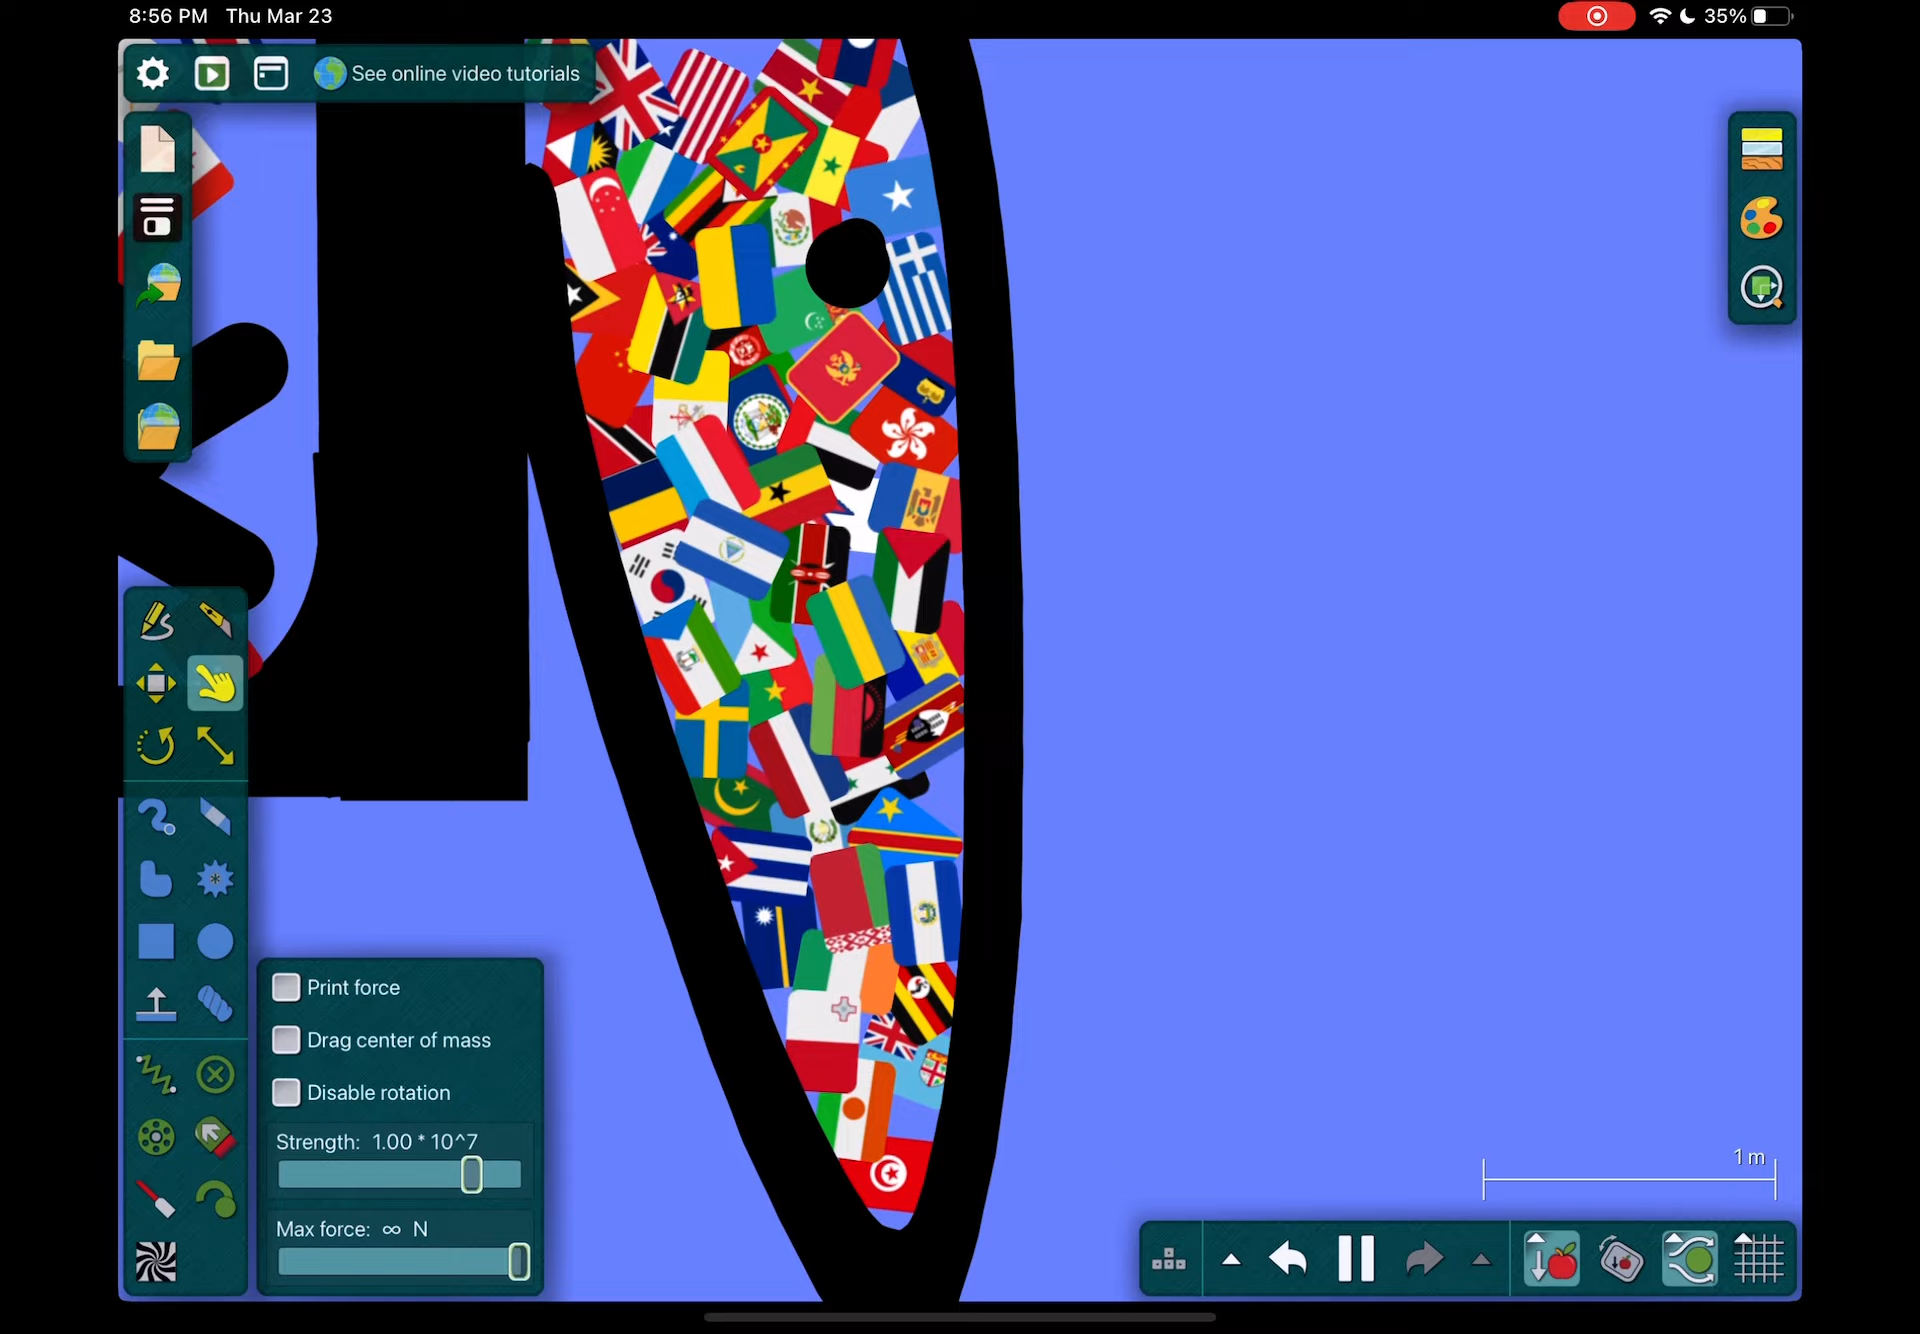 8:56 PM Thu Mar 23
35%
See online video tutorials
Print force
Drag center of mass
Disable rotation
Strength: 1.00 * 10^7
Max force: ∞ N
1 m